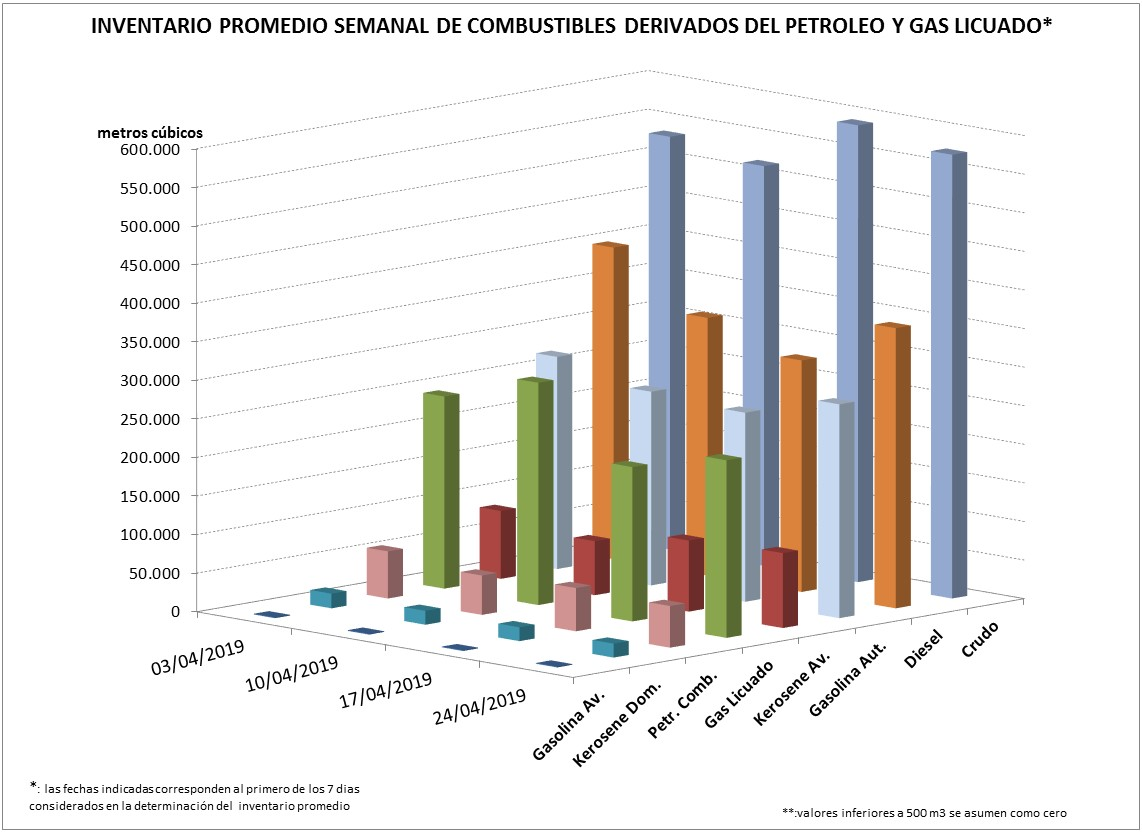 INVENTARIO PROMEDIO SEMANAL DE COMBUSTIBLES DERIVADOS DEL PETROLEO Y GAS LICUADO*
metros cúbicos
600.000
550.000
500.000
450.000
400.000
350.000
300.000
250.000
200.000
150.000
100.000
50.000
0
03/04/2019
10/04/2019
17/04/2019
24/04/2019
Gasolina Av.
Kerosene Dom.
Petr. Comb.
Gas Licuado
Kerosene Av.
Gasolina Aut.
Diesel
Crudo
*: las fechas indicadas corresponden al primero de los 7 dias
considerados en la determinación del inventario promedio
**:valores inferiores a 500 m3 se asumen como cero